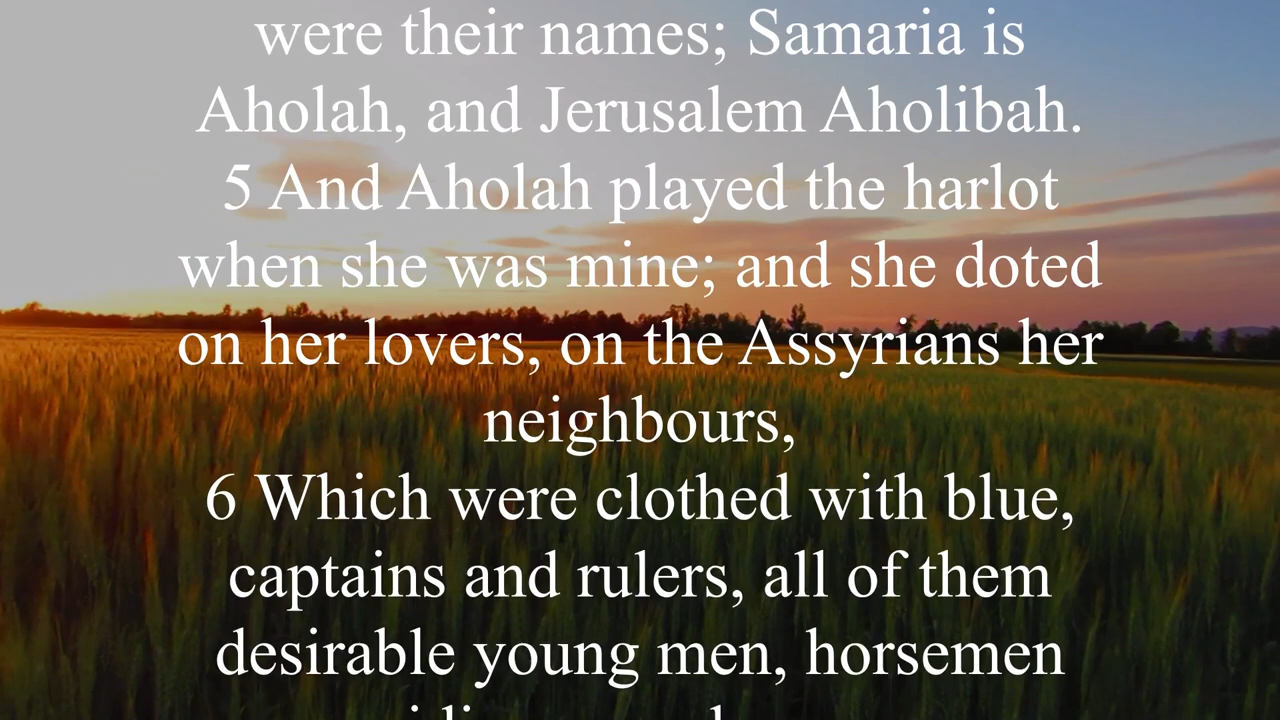 were their names; Samaria is
Aholah, and Jerusalem Aholibah.
5 And Aholah played the harlot
when she was mine; and she doted
on her lovers, on the Assyrians her
neighbours,
6 Which were clothed with blue,
captains and rulers, all of them
desirable young men, horsemen